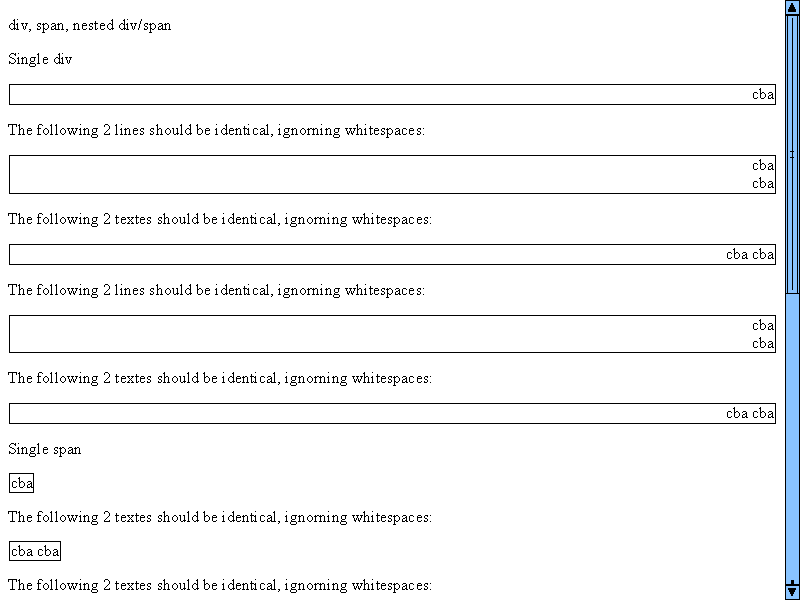 div, span, nested div/span
Single div
cba
The following 2 lines should be identical, ignorning whitespaces:
cba
cba
The following 2 textes should be identical, ignorning whitespaces:
cba cba
The following 2 lines should be identical, ignorning whitespaces:
cba
cba
The following 2 textes should be identical, ignorning whitespaces:
cba cba
Single span
cba
The following 2 textes should be identical, ignorning whitespaces:
cba cba
The following 2 textes should be identical, ignorning whitespaces: